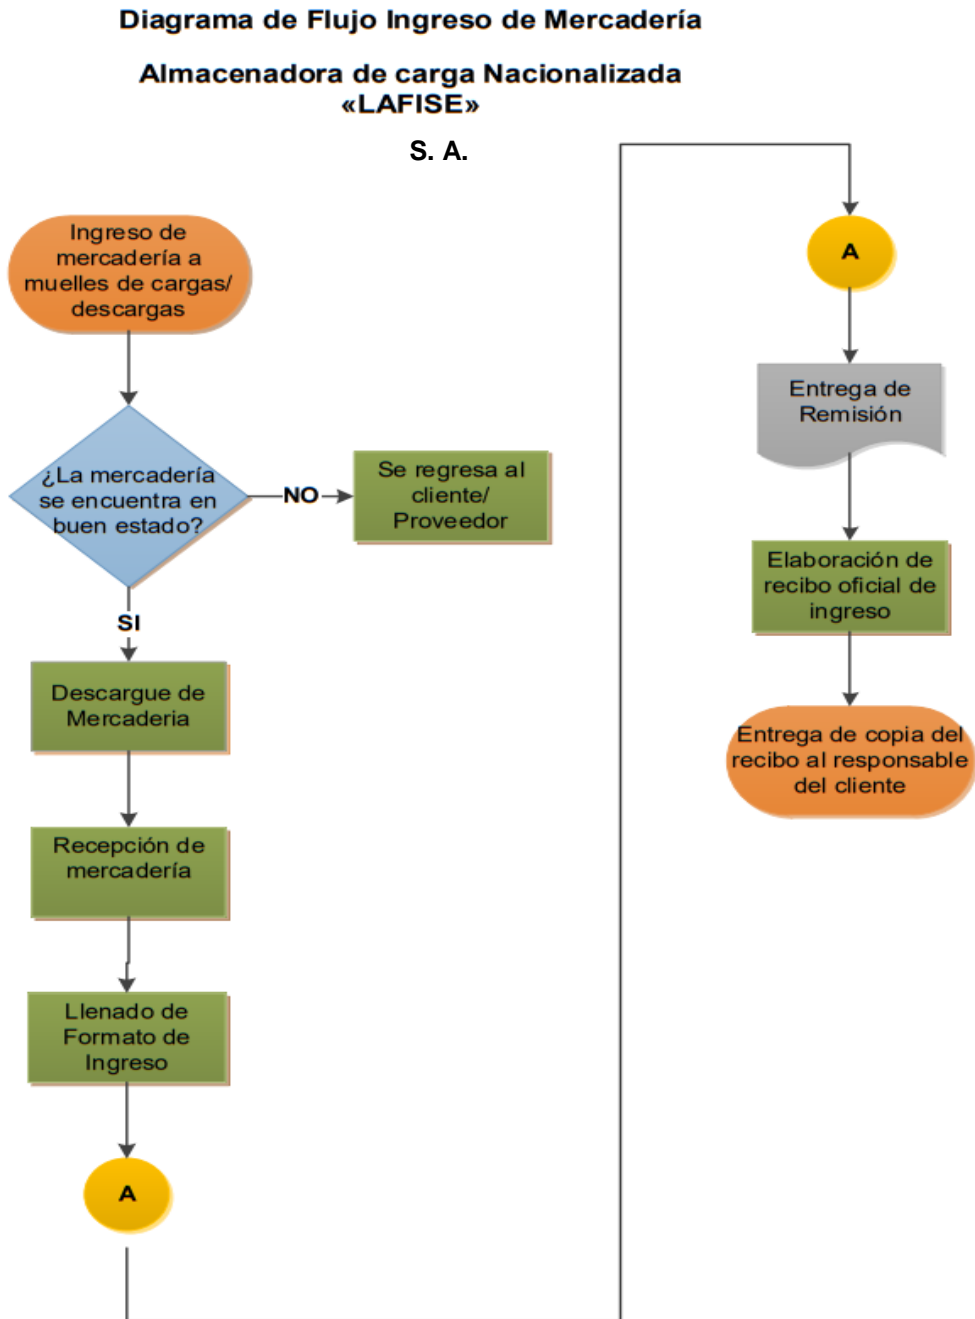 Diagrama de Flujo Ingreso de Mercadería
Almacenadora de carga Nacionalizada
«LAFISE»
S. A.
Ingreso de
mercadería a
muelles de cargas/
descargas
¿La mercadería
se encuentra en
buen estado?
NO
Se regresa al
cliente/
Proveedor
SI
Descargue de
Mercaderia
Recepción de
mercadería
Llenado de
Formato de
Ingreso
A
A
Entrega de
Remisión
Elaboración de
recibo oficial de
ingreso
Entrega de copia del
recibo al responsable
del cliente